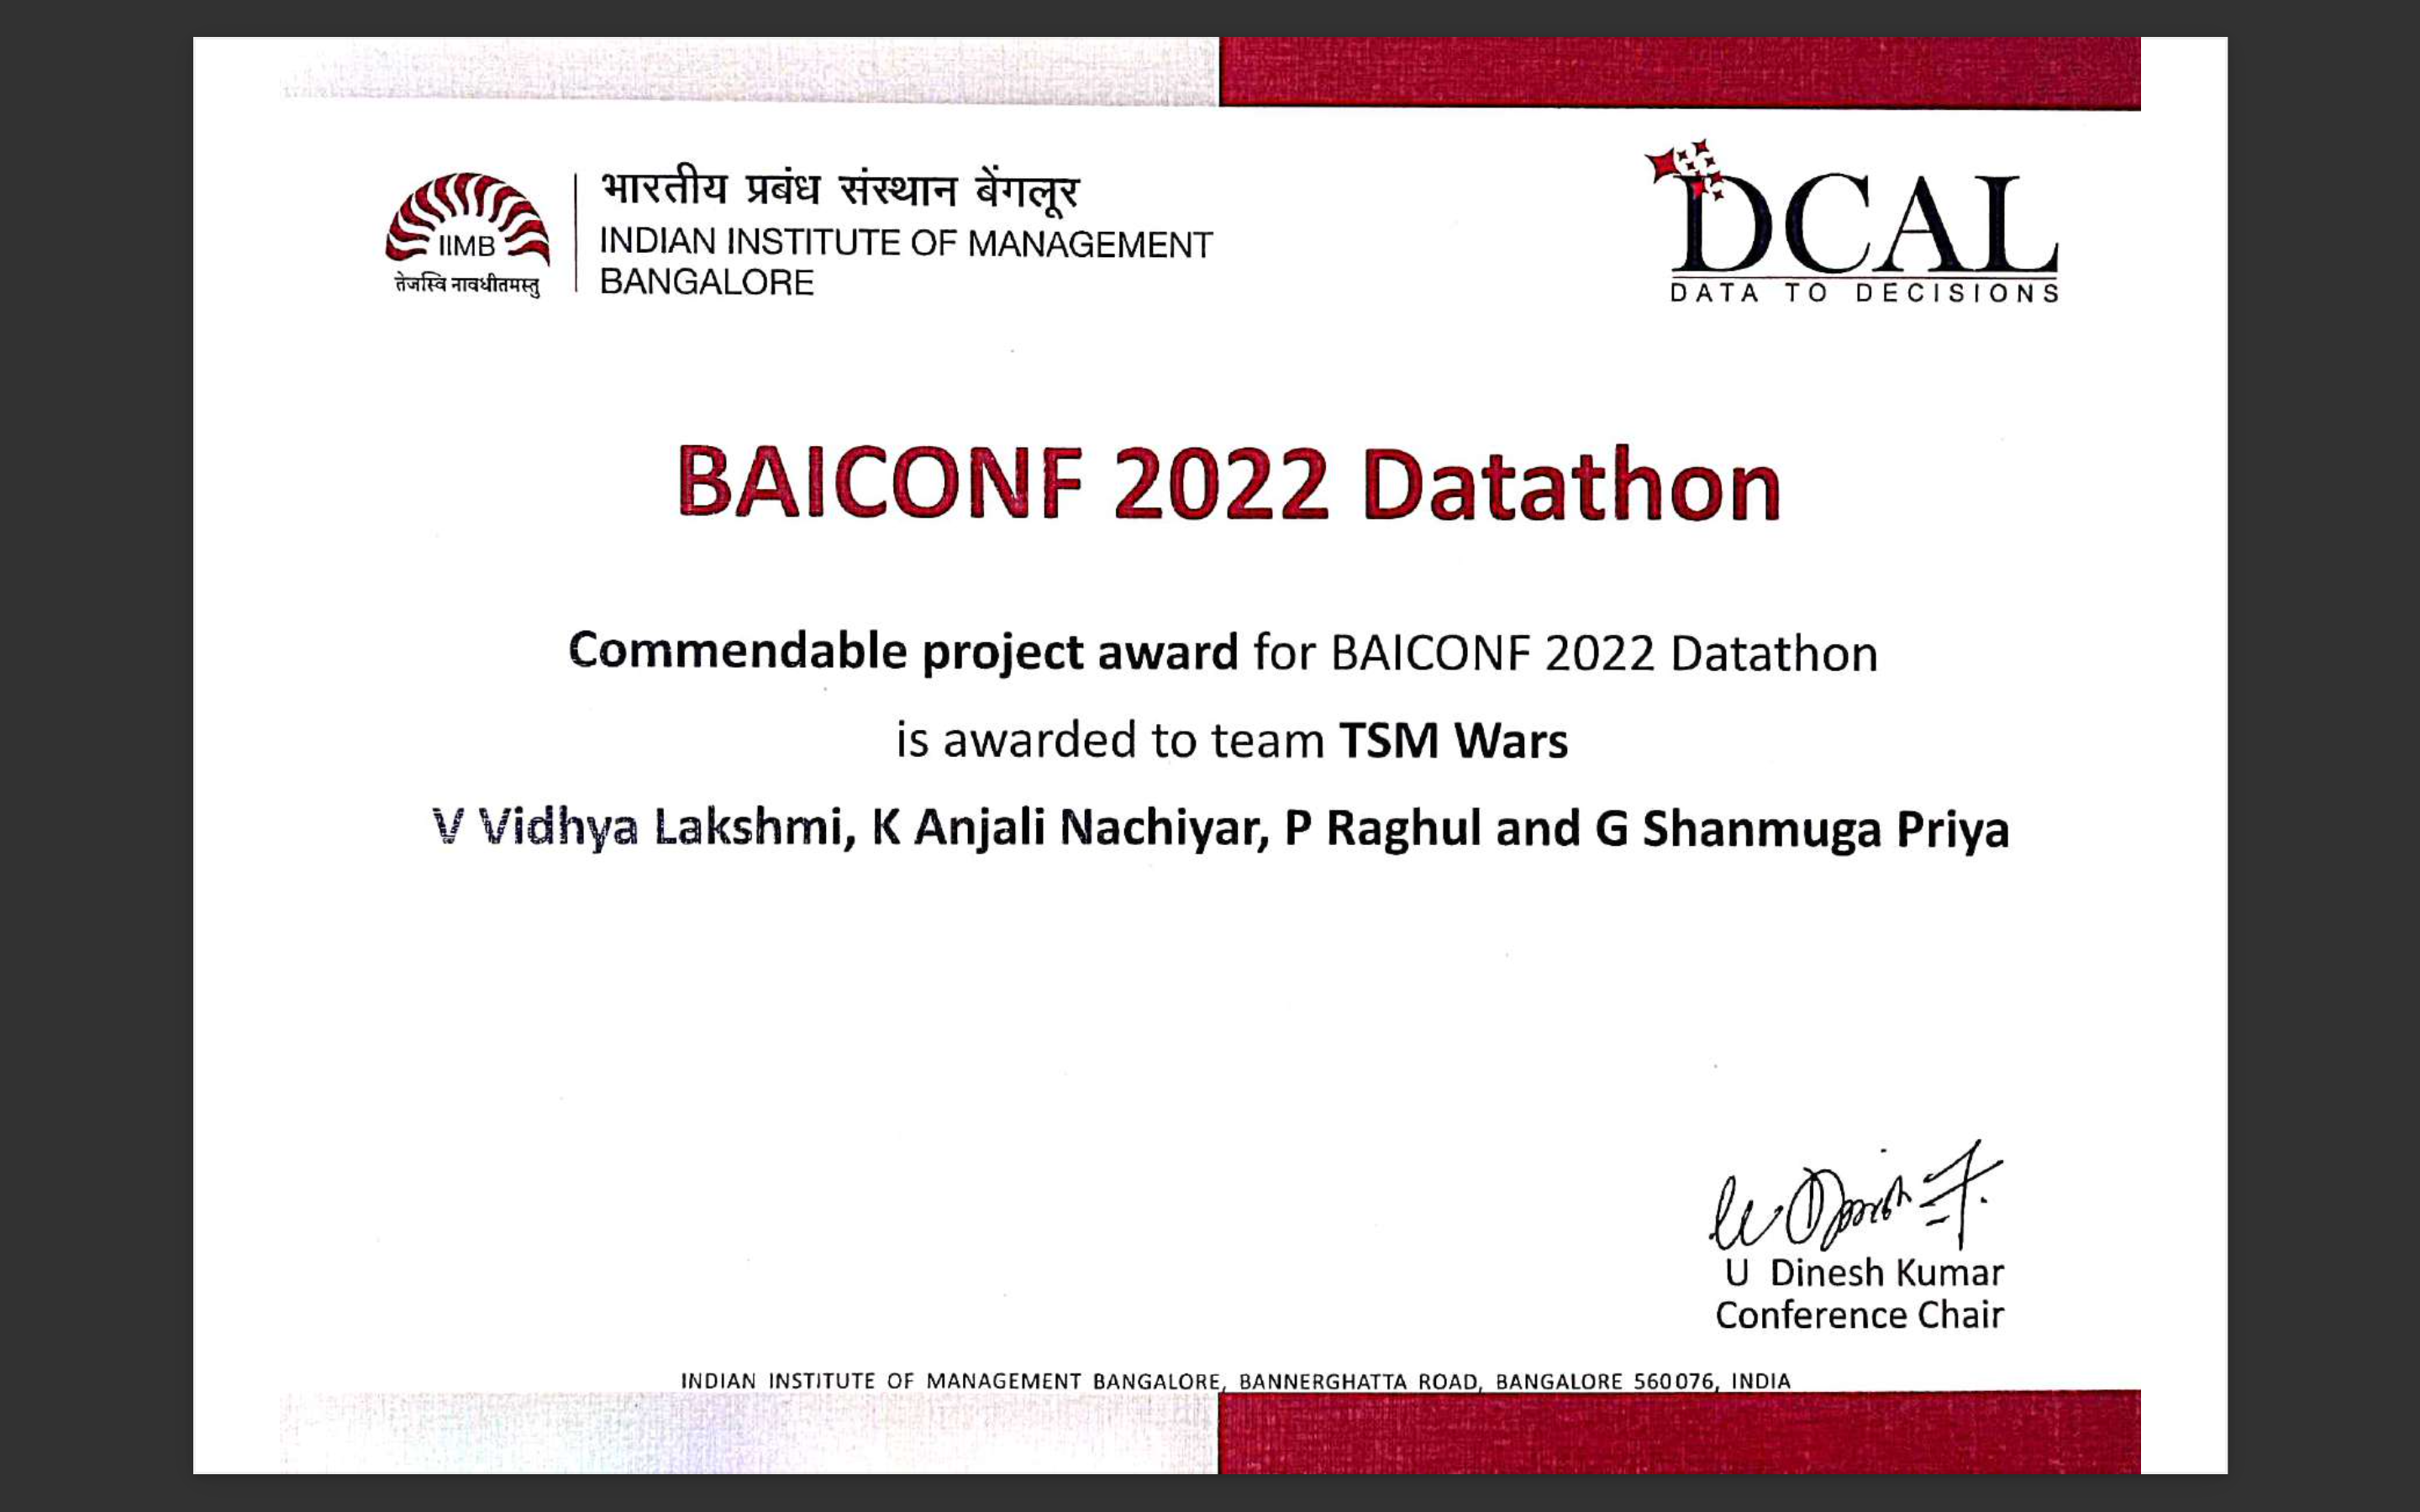 भारतीय प्रबंध संस्थान बेंगलूर
INDIAN INSTITUTE OF MANAGEMENT
BANGALORE
IIMB
तेजस्वि नावधीतमस्तु
DCAL
DATA TO DECISIONS
BAICONF 2022 Datathon
Commendable project award for BAICONF 2022 Datathon
is awarded to team TSM Wars
V Vidhya Lakshmi, K Anjali Nachiyar, P Raghul and G Shanmuga Priya
U Dinesh Kumar
Conference Chair
INDIAN INSTITUTE OF MANAGEMENT BANGALORE, BANNERGHATTA ROAD, BANGALORE 560076, INDIA